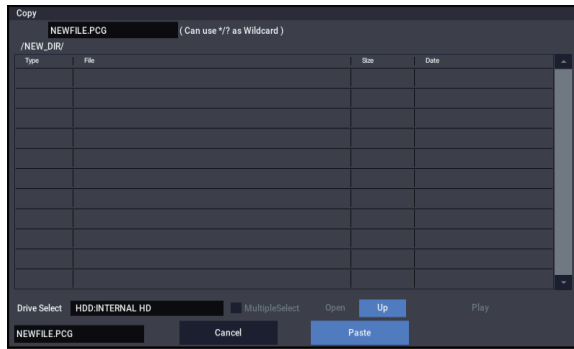 Copy
NEWFILE.PCG ( Can use */? as Wildcard )
/NEW_DIR/
Type File Size Date
Drive Select HDD:INTERNAL HD MultipleSelect Open Up Play
NEWFILE.PCG Cancel Paste